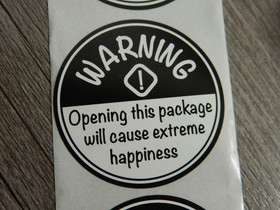 WARNING
!
Opening this package
will cause extreme
happiness